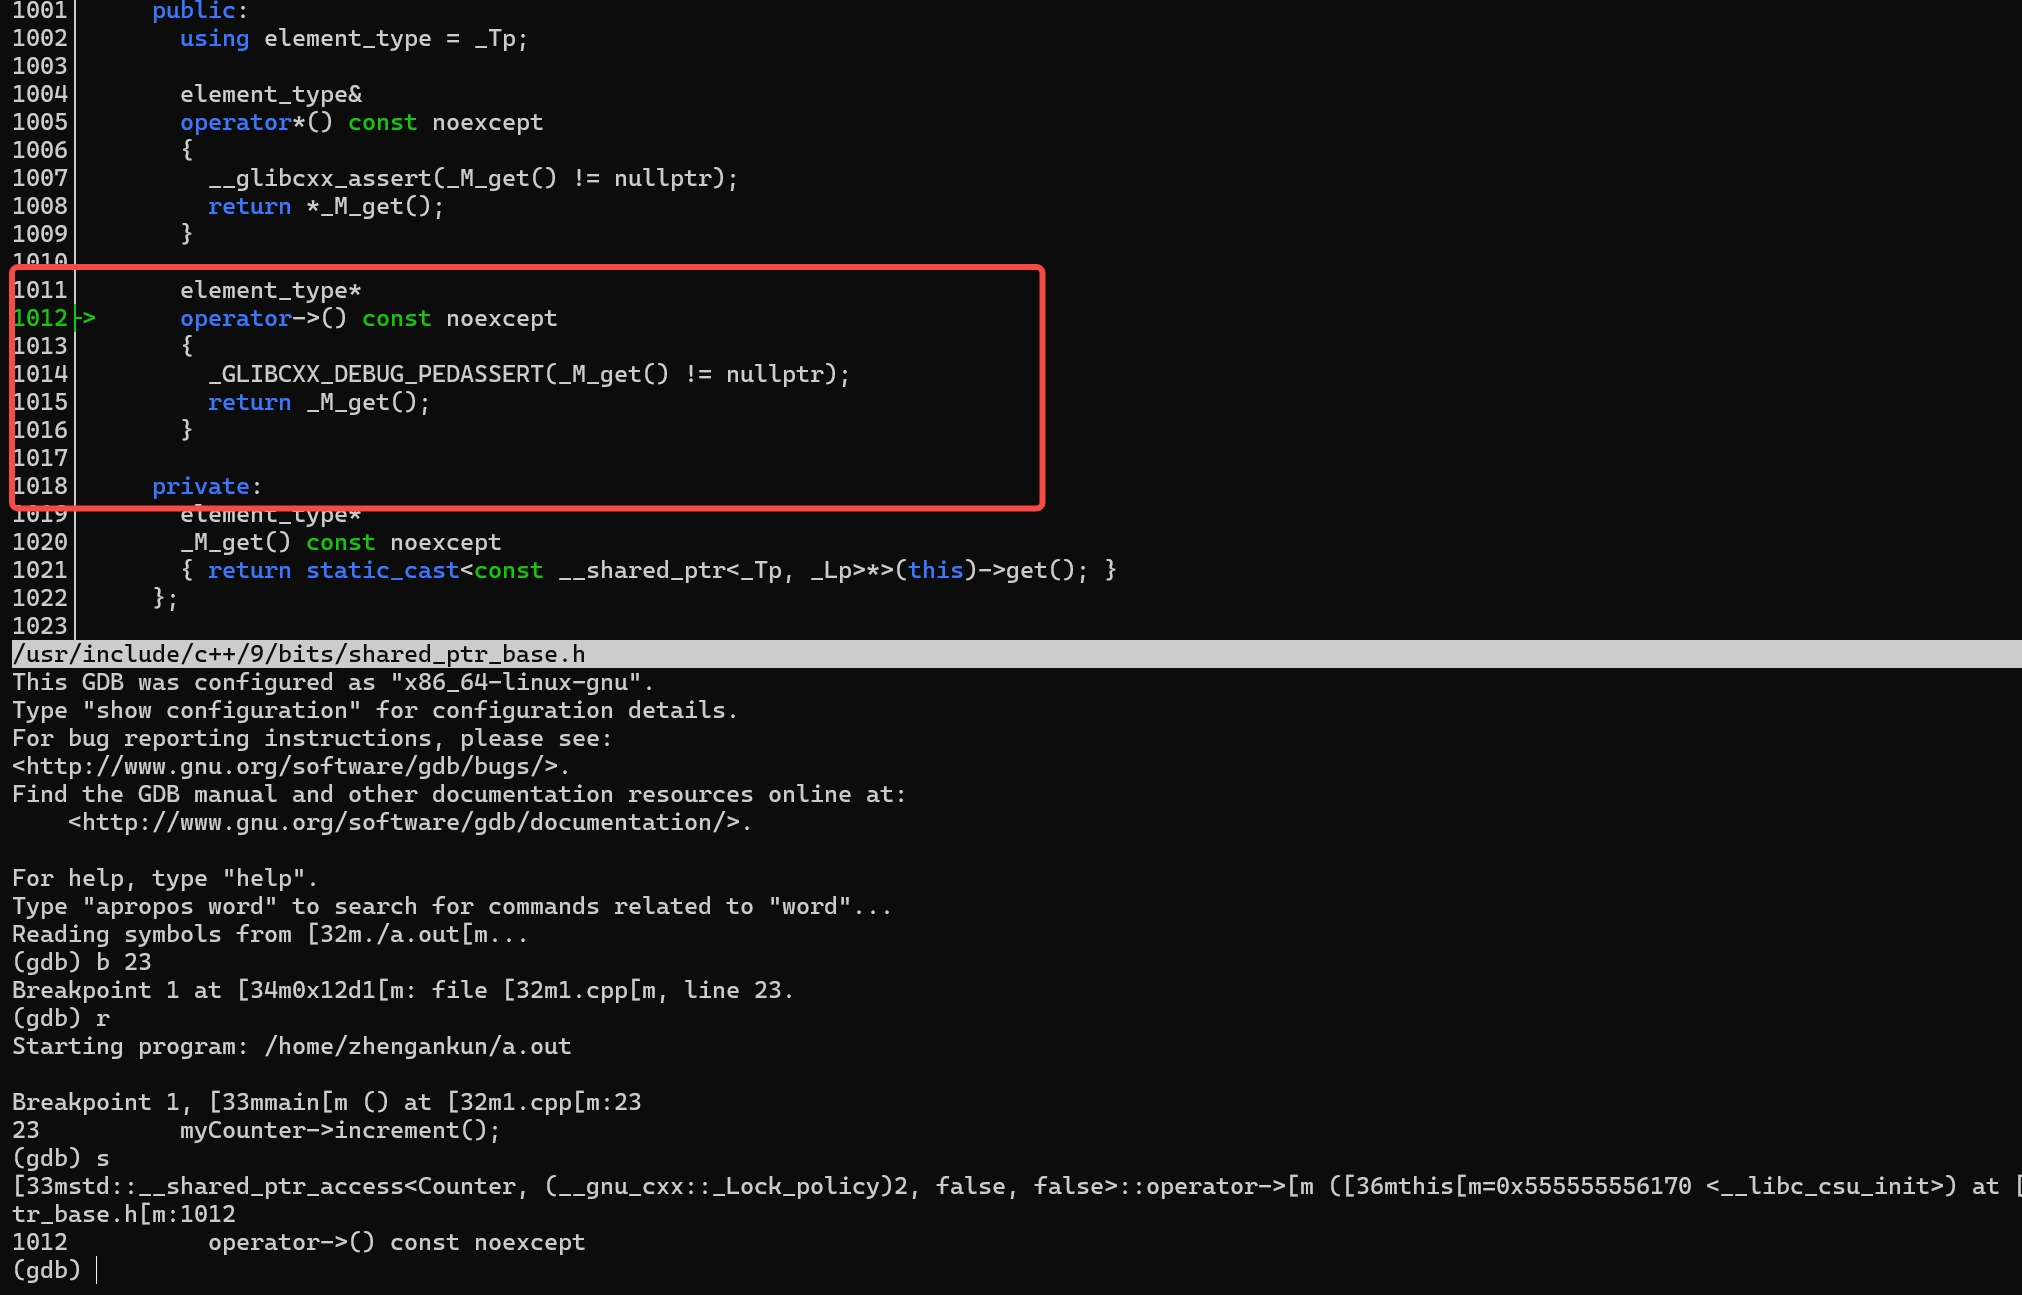 1001      public:
1002        using element_type = _Tp;
1003
1004        element_type&
1005        operator*() const noexcept
1006        {
1007          __glibcxx_assert(_M_get() != nullptr);
1008          return *_M_get();
1009        }
1010
1011        element_type*
1012->      operator->() const noexcept
1013        {
1014          _GLIBCXX_DEBUG_PEDASSERT(_M_get() != nullptr);
1015          return _M_get();
1016        }
1017
1018      private:
1019        element_type*
1020        _M_get() const noexcept
1021        { return static_cast<const __shared_ptr<_Tp, _Lp>*>(this)->get(); }
1022      };
1023
/usr/include/c++/9/bits/shared_ptr_base.h
This GDB was configured as "x86_64-linux-gnu".
Type "show configuration" for configuration details.
For bug reporting instructions, please see:
<http://www.gnu.org/software/gdb/bugs/>.
Find the GDB manual and other documentation resources online at:
    <http://www.gnu.org/software/gdb/documentation/>.

For help, type "help".
Type "apropos word" to search for commands related to "word"...
Reading symbols from [32m./a.out[m...
(gdb) b 23
Breakpoint 1 at [34m0x12d1[m: file [32m1.cpp[m, line 23.
(gdb) r
Starting program: /home/zhengankun/a.out

Breakpoint 1, [33mmain[m () at [32m1.cpp[m:23
23          myCounter->increment();
(gdb) s
[33mstd::__shared_ptr_access<Counter, (__gnu_cxx::_Lock_policy)2, false, false>::operator->[m ([36mthis[m=0x555555556170 <__libc_csu_init>) at [
tr_base.h[m:1012
1012          operator->() const noexcept
(gdb)